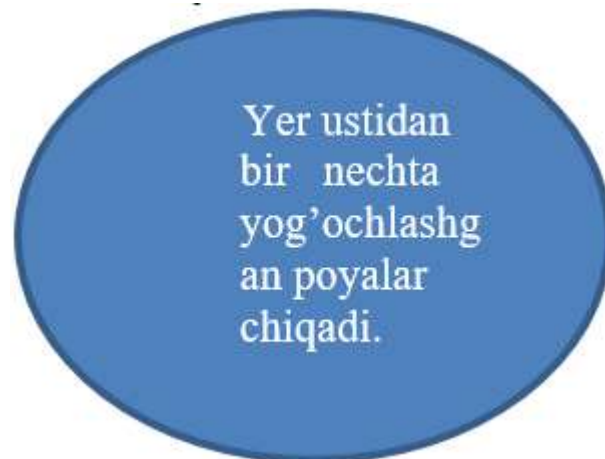 Yer ustidan
bir nechta
yog’ochlashg
an poyalar
chiqadi.